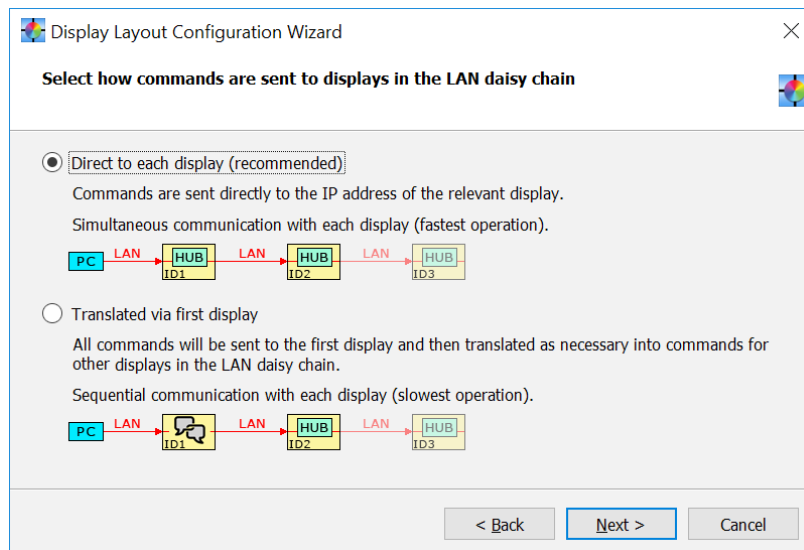 Display Layout Configuration Wizard
Select how commands are sent to displays in the LAN daisy chain
Direct to each display (recommended)
Commands are sent directly to the IP address of the relevant display.
Simultaneous communication with each display (fastest operation).
PC LAN HUB ID1 LAN HUB ID2 LAN HUB ID3
Translated via first display
All commands will be sent to the first display and then translated as necessary into commands for
other displays in the LAN daisy chain.
Sequential communication with each display (slowest operation).
PC LAN ID1 LAN HUB ID2 LAN HUB ID3
< Back Next > Cancel